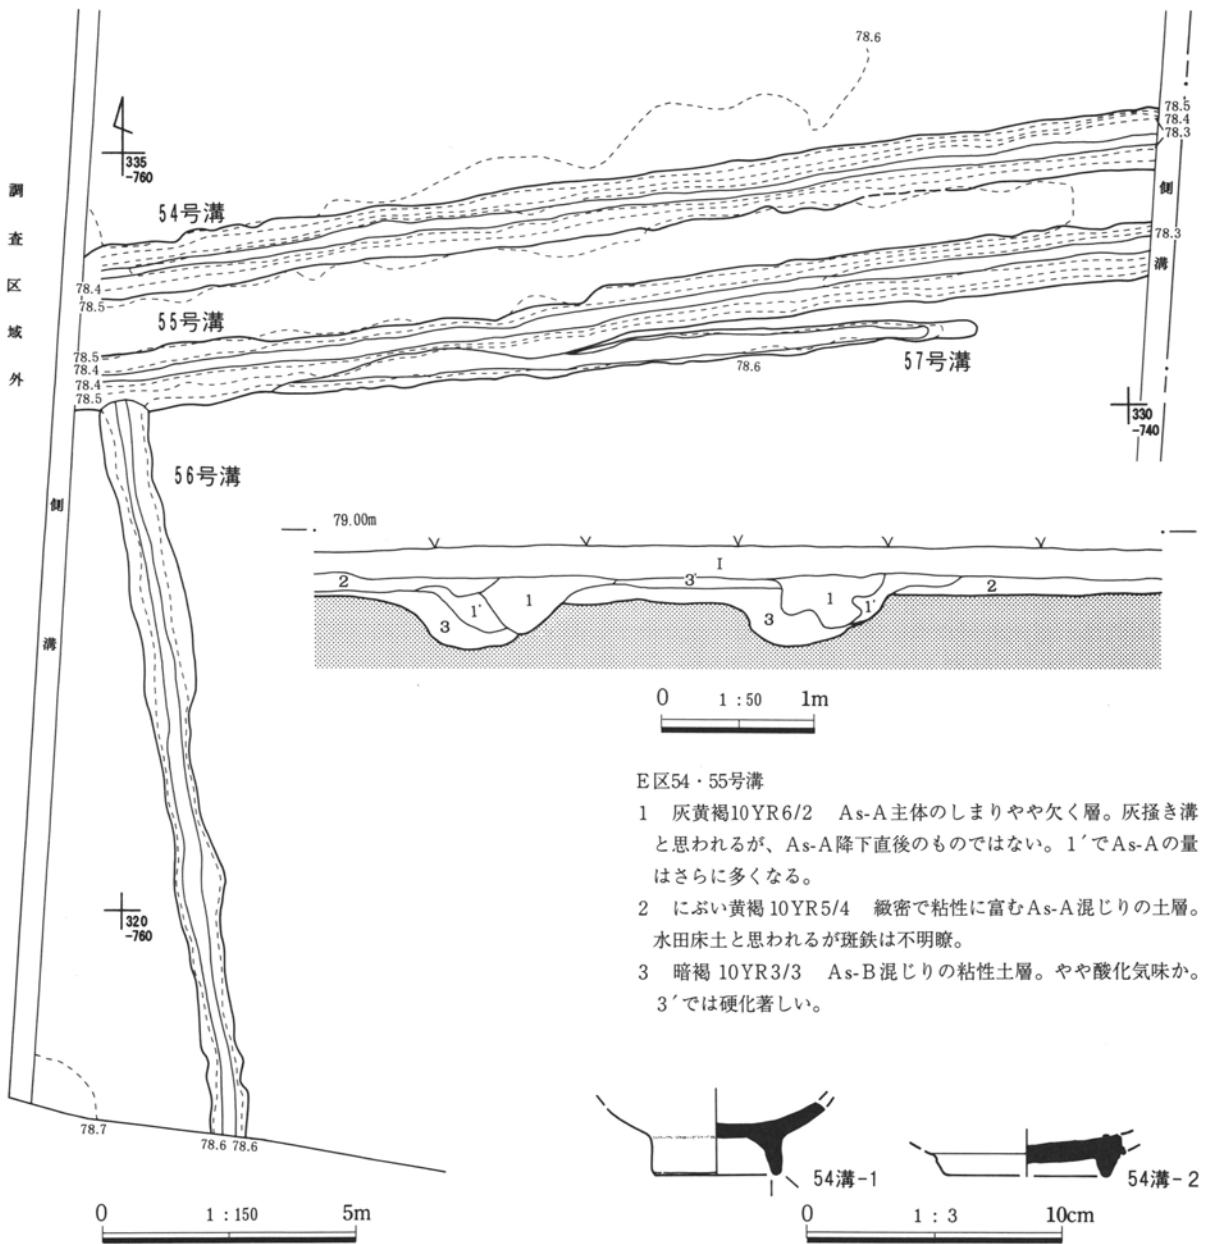 78.6
78.5
78.4
78.3
335
-760
調査区域外
54号溝
側溝
78.3
78.4
78.5
55号溝
78.5
78.4
78.4
78.5
57号溝
78.6
330
-740
56号溝
側溝
79.00m
I
2
3′
1
1′
3
1
1′
3
2
0 1：50 1m
E区54・55号溝
1 灰黄褐10YR6/2 As-A主体のしまりやや欠く層。灰掻き溝
と思われるが、As-A降下直後のものではない。1′でAs-Aの量
はさらに多くなる。
2 にぶい黄褐10YR5/4 緻密で粘性に富むAs-A混じりの土層。
水田床土と思われるが斑鉄は不明瞭。
3 暗褐10YR3/3 As-B混じりの粘性土層。やや酸化気味か。
3′では硬化著しい。
320
-760
78.7
78.6 78.6
54溝-1
54溝-2
0 1：150 5m
0 1：3 10cm